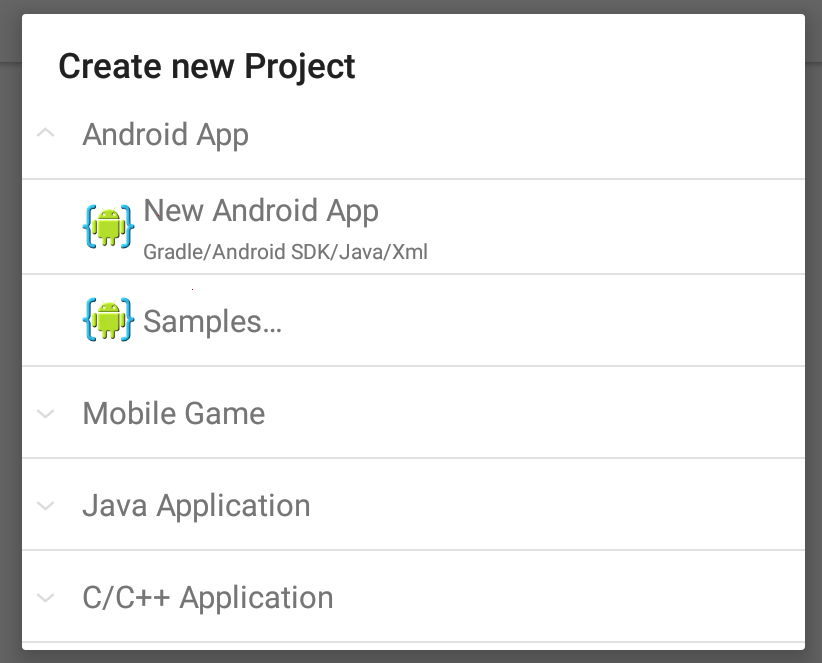 Create new Project
Android App
New Android App
Gradle/Android SDK/Java/Xml
Samples...
Mobile Game
Java Application
C/C++ Application